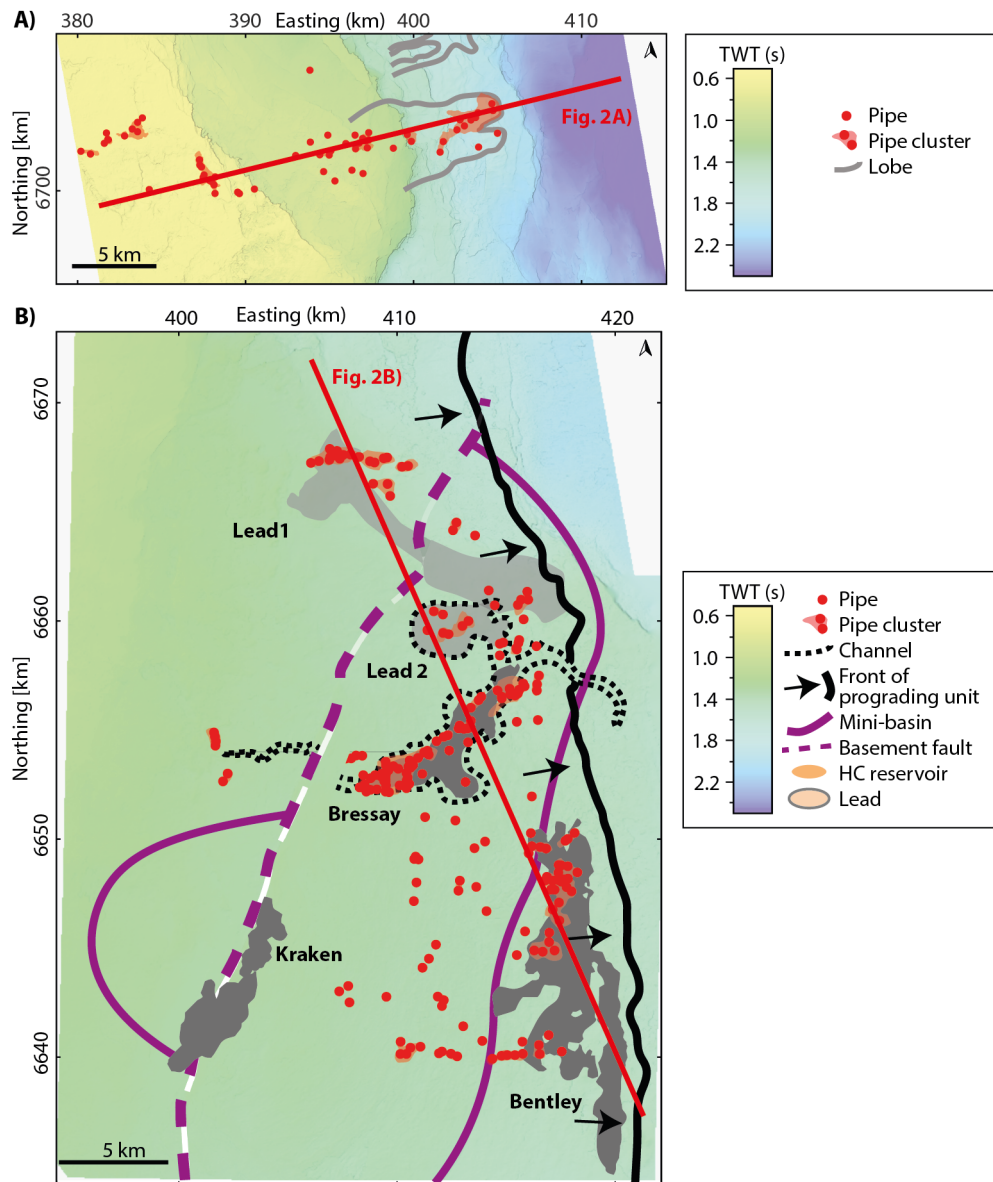 A)
380
390
Easting (km)
400
410
Northing [km]
6700
Fig. 2A)
5 km
TWT (s)
0.6
1.0
1.4
1.8
2.2
Pipe
Pipe cluster
Lobe
B)
400
Easting (km)
410
420
Northing [km]
6670
6660
6650
6640
Fig. 2B)
Lead1
Lead 2
Bressay
Kraken
Bentley
5 km
TWT (s)
0.6
1.0
1.4
1.8
2.2
Pipe
Pipe cluster
Channel
Front of
prograding unit
Mini-basin
Basement fault
HC reservoir
Lead